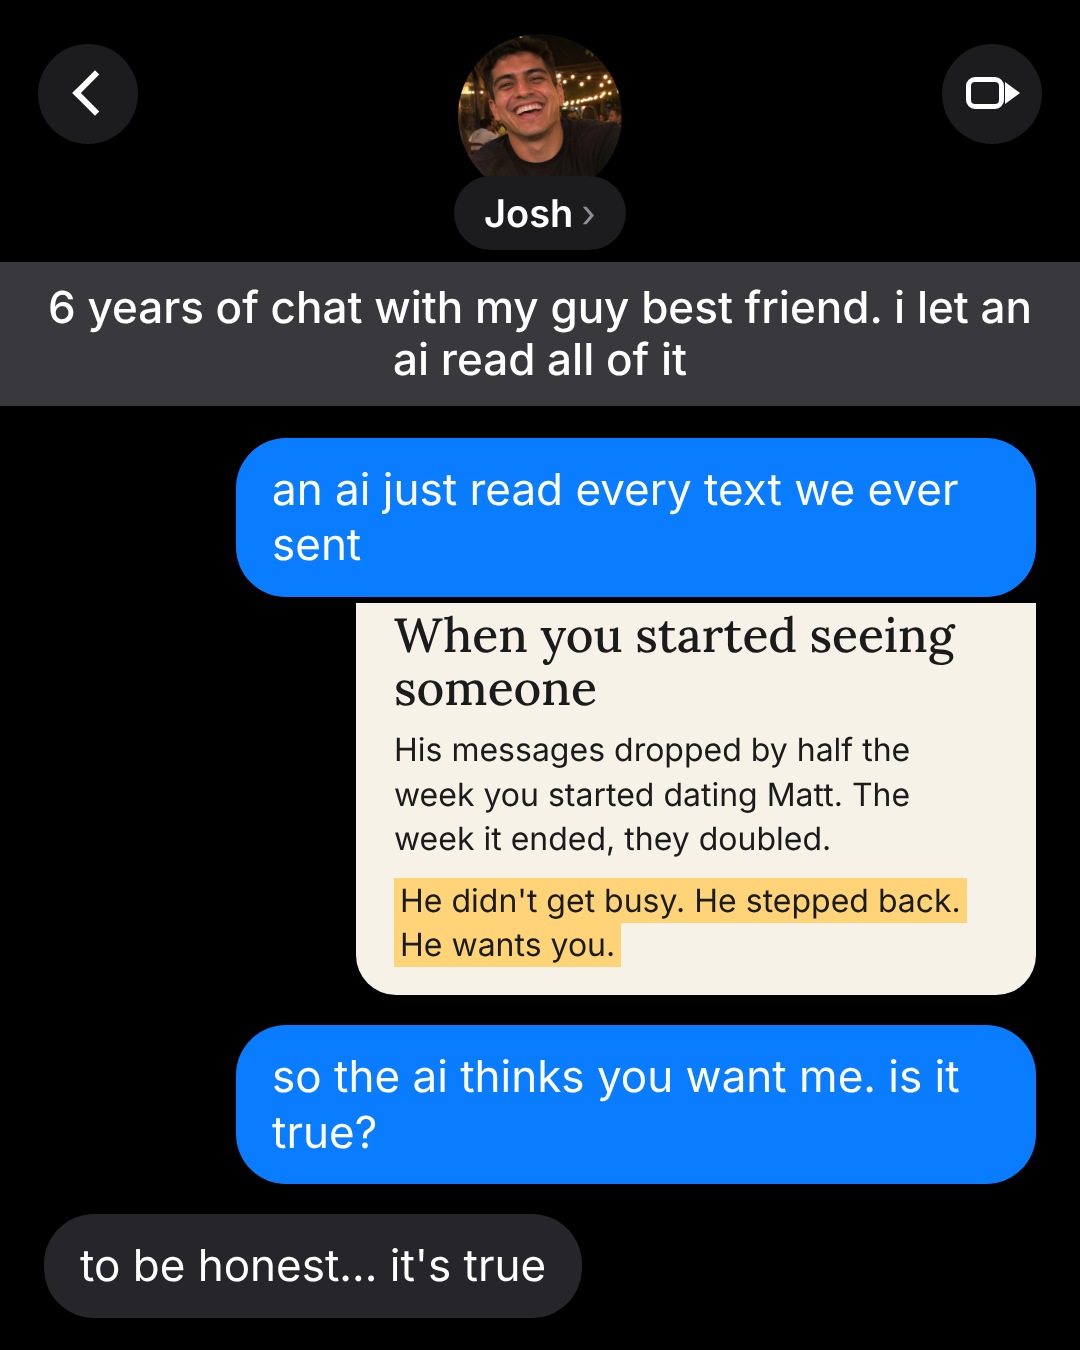 Josh
6 years of chat with my guy best friend. i let an
ai read all of it
an ai just read every text we ever
sent
When you started seeing
someone
His messages dropped by half the
week you started dating Matt. The
week it ended, they doubled.
He didn't get busy. He stepped back.
He wants you.
so the ai thinks you want me. is it
true?
to be honest... it's true